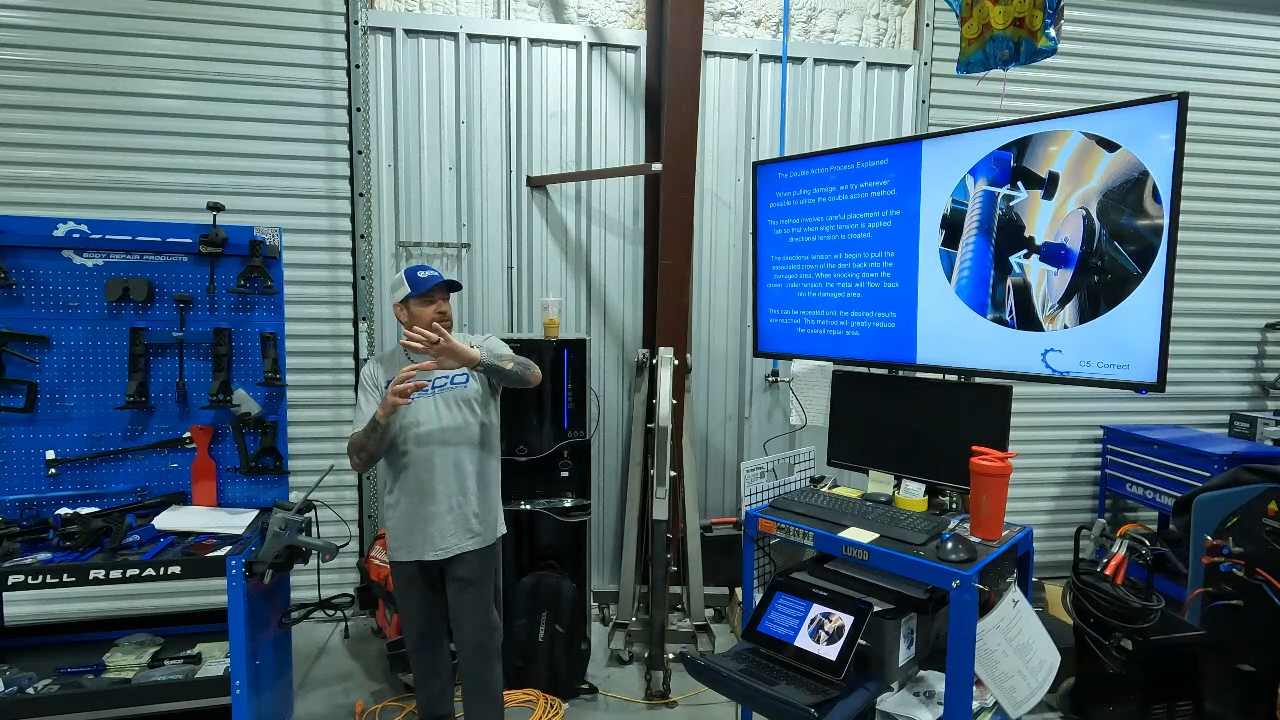 The Double Action Process Explained
When pulling damage, we try wherever
possible to utilize the double action method.
This method involves careful placement of the
tab so that when slight tension is applied
directional tension is created.
The directional tension will begin to pull the
associated crown of the dent back into the
damaged area. When knocking down the
crown, under tension, the metal will 'flow' back
into the damaged area.
This can be repeated until the desired results
are reached. This method will greatly reduce
the overall repair area.
G5: Correct
BODY REPAIR PRODUCTS
PULL REPAIR
LUXOR
CAR-O-LINER